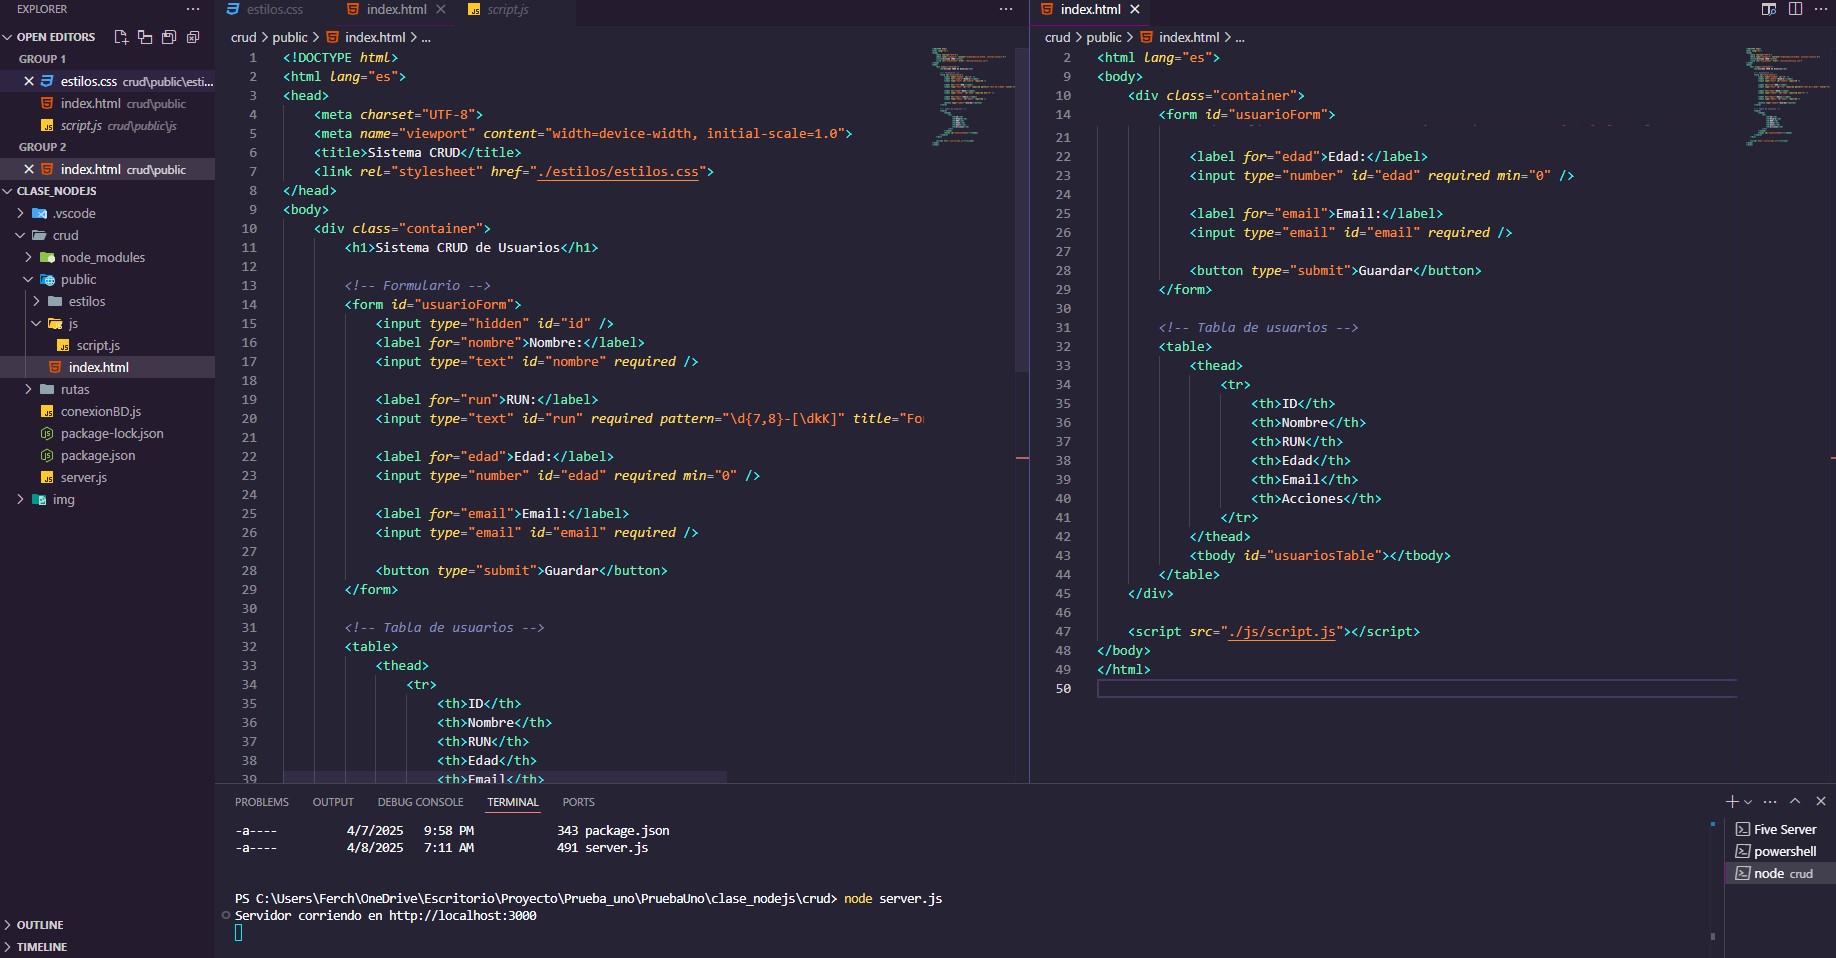 EXPLORER
OPEN EDITORS
GROUP 1
estilos.css crud\public\esti...
index.html crud\public
script.js crud\public\js
GROUP 2
index.html crud\public
CLASE_NODEJS
.vscode
crud
node_modules
public
estilos
js
script.js
index.html
rutas
conexionBD.js
package-lock.json
package.json
server.js
img
OUTLINE
TIMELINE
estilos.css index.html script.js
crud > public > index.html > ...
1 <!DOCTYPE html>
2 <html lang="es">
3 <head>
4 <meta charset="UTF-8">
5 <meta name="viewport" content="width=device-width, initial-scale=1.0">
6 <title>Sistema CRUD</title>
7 <link rel="stylesheet" href="./estilos/estilos.css">
8 </head>
9 <body>
10 <div class="container">
11 <h1>Sistema CRUD de Usuarios</h1>
12
13 <!-- Formulario -->
14 <form id="usuarioForm">
15 <input type="hidden" id="id" />
16 <label for="nombre">Nombre:</label>
17 <input type="text" id="nombre" required />
18
19 <label for="run">RUN:</label>
20 <input type="text" id="run" required pattern="\d{7,8}-[\dkK]" title="For
21
22 <label for="edad">Edad:</label>
23 <input type="number" id="edad" required min="0" />
24
25 <label for="email">Email:</label>
26 <input type="email" id="email" required />
27
28 <button type="submit">Guardar</button>
29 </form>
30
31 <!-- Tabla de usuarios -->
32 <table>
33 <thead>
34 <tr>
35 <th>ID</th>
36 <th>Nombre</th>
37 <th>RUN</th>
38 <th>Edad</th>
39 <th>Email</th>
index.html
crud > public > index.html > ...
2 <html lang="es">
9 <body>
10 <div class="container">
14 <form id="usuarioForm">
21
22 <label for="edad">Edad:</label>
23 <input type="number" id="edad" required min="0" />
24
25 <label for="email">Email:</label>
26 <input type="email" id="email" required />
27
28 <button type="submit">Guardar</button>
29 </form>
30
31 <!-- Tabla de usuarios -->
32 <table>
33 <thead>
34 <tr>
35 <th>ID</th>
36 <th>Nombre</th>
37 <th>RUN</th>
38 <th>Edad</th>
39 <th>Email</th>
40 <th>Acciones</th>
41 </tr>
42 </thead>
43 <tbody id="usuariosTable"></tbody>
44 </table>
45 </div>
46
47 <script src="./js/script.js"></script>
48 </body>
49 </html>
50
PROBLEMS OUTPUT DEBUG CONSOLE TERMINAL PORTS
-a---- 4/7/2025 9:58 PM 343 package.json
-a---- 4/8/2025 7:11 AM 491 server.js
PS C:\Users\Ferch\OneDrive\Escritorio\Proyecto\Prueba_uno\PruebaUno\clase_nodejs\crud> node server.js
Servidor corriendo en http://localhost:3000
Five Server
powershell
node crud